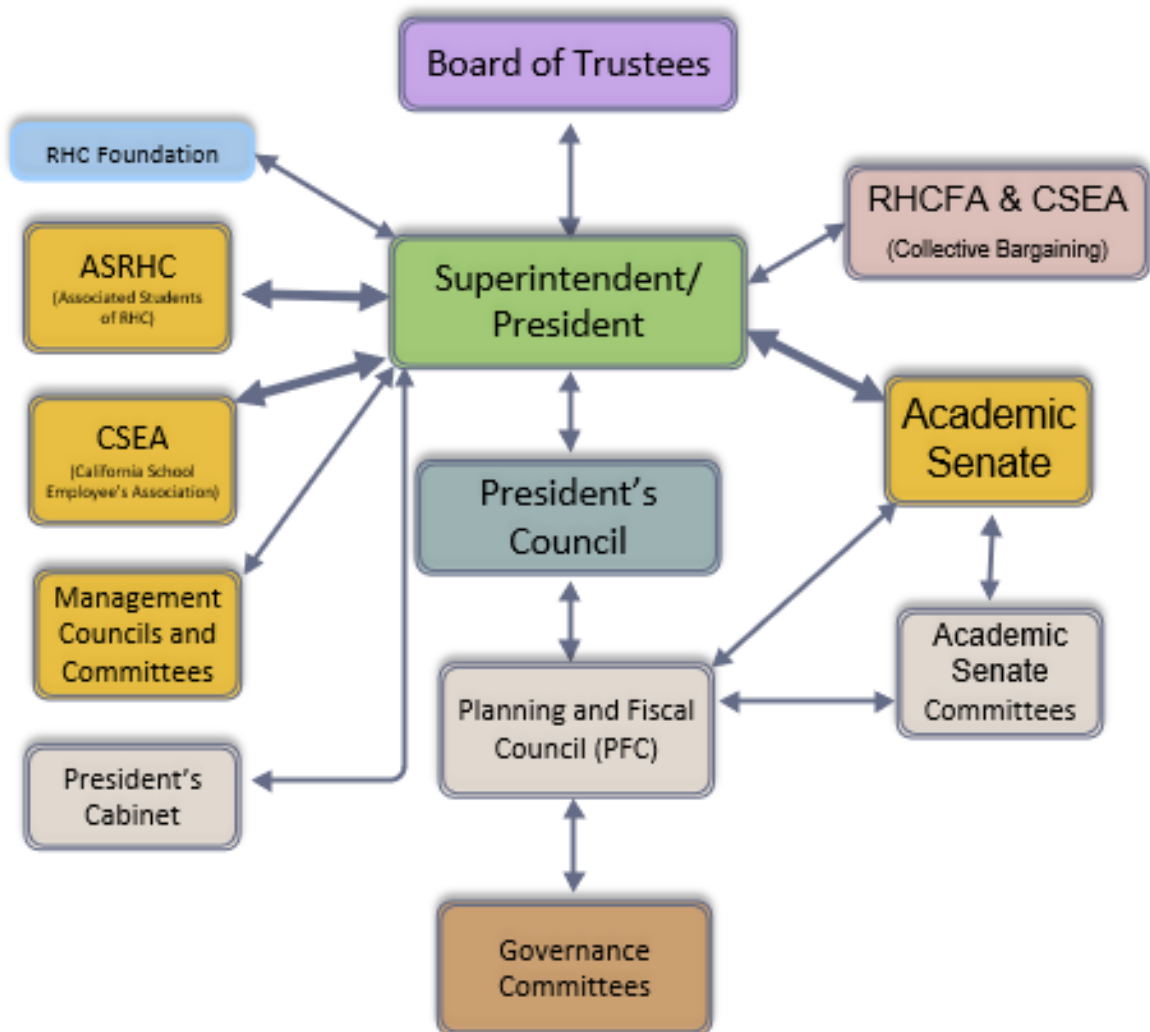 Board of Trustees
RHC Foundation
RHCFA & CSEA
(Collective Bargaining)
ASRHC
(Associated Students
of RHC)
Superintendent/
President
CSEA
(California School
Employee's Association)
Academic
Senate
President's
Council
Management
Councils and
Committees
Academic
Senate
Committees
Planning and Fiscal
Council (PFC)
President's
Cabinet
Governance
Committees